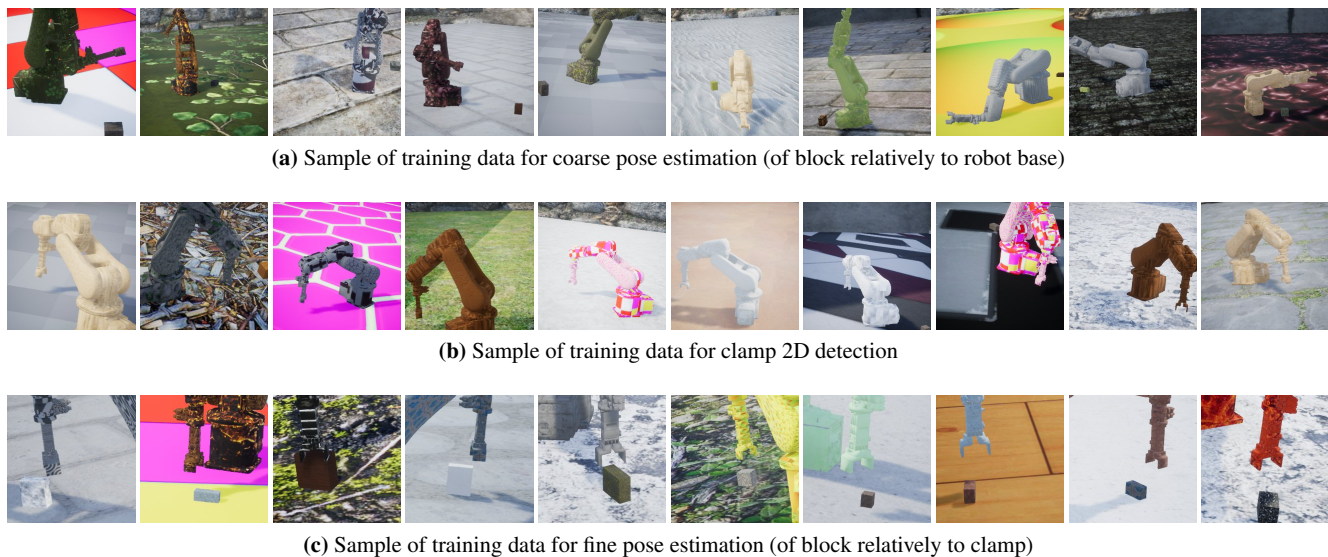 (a) Sample of training data for coarse pose estimation (of block relatively to robot base)
(b) Sample of training data for clamp 2D detection
(c) Sample of training data for fine pose estimation (of block relatively to clamp)